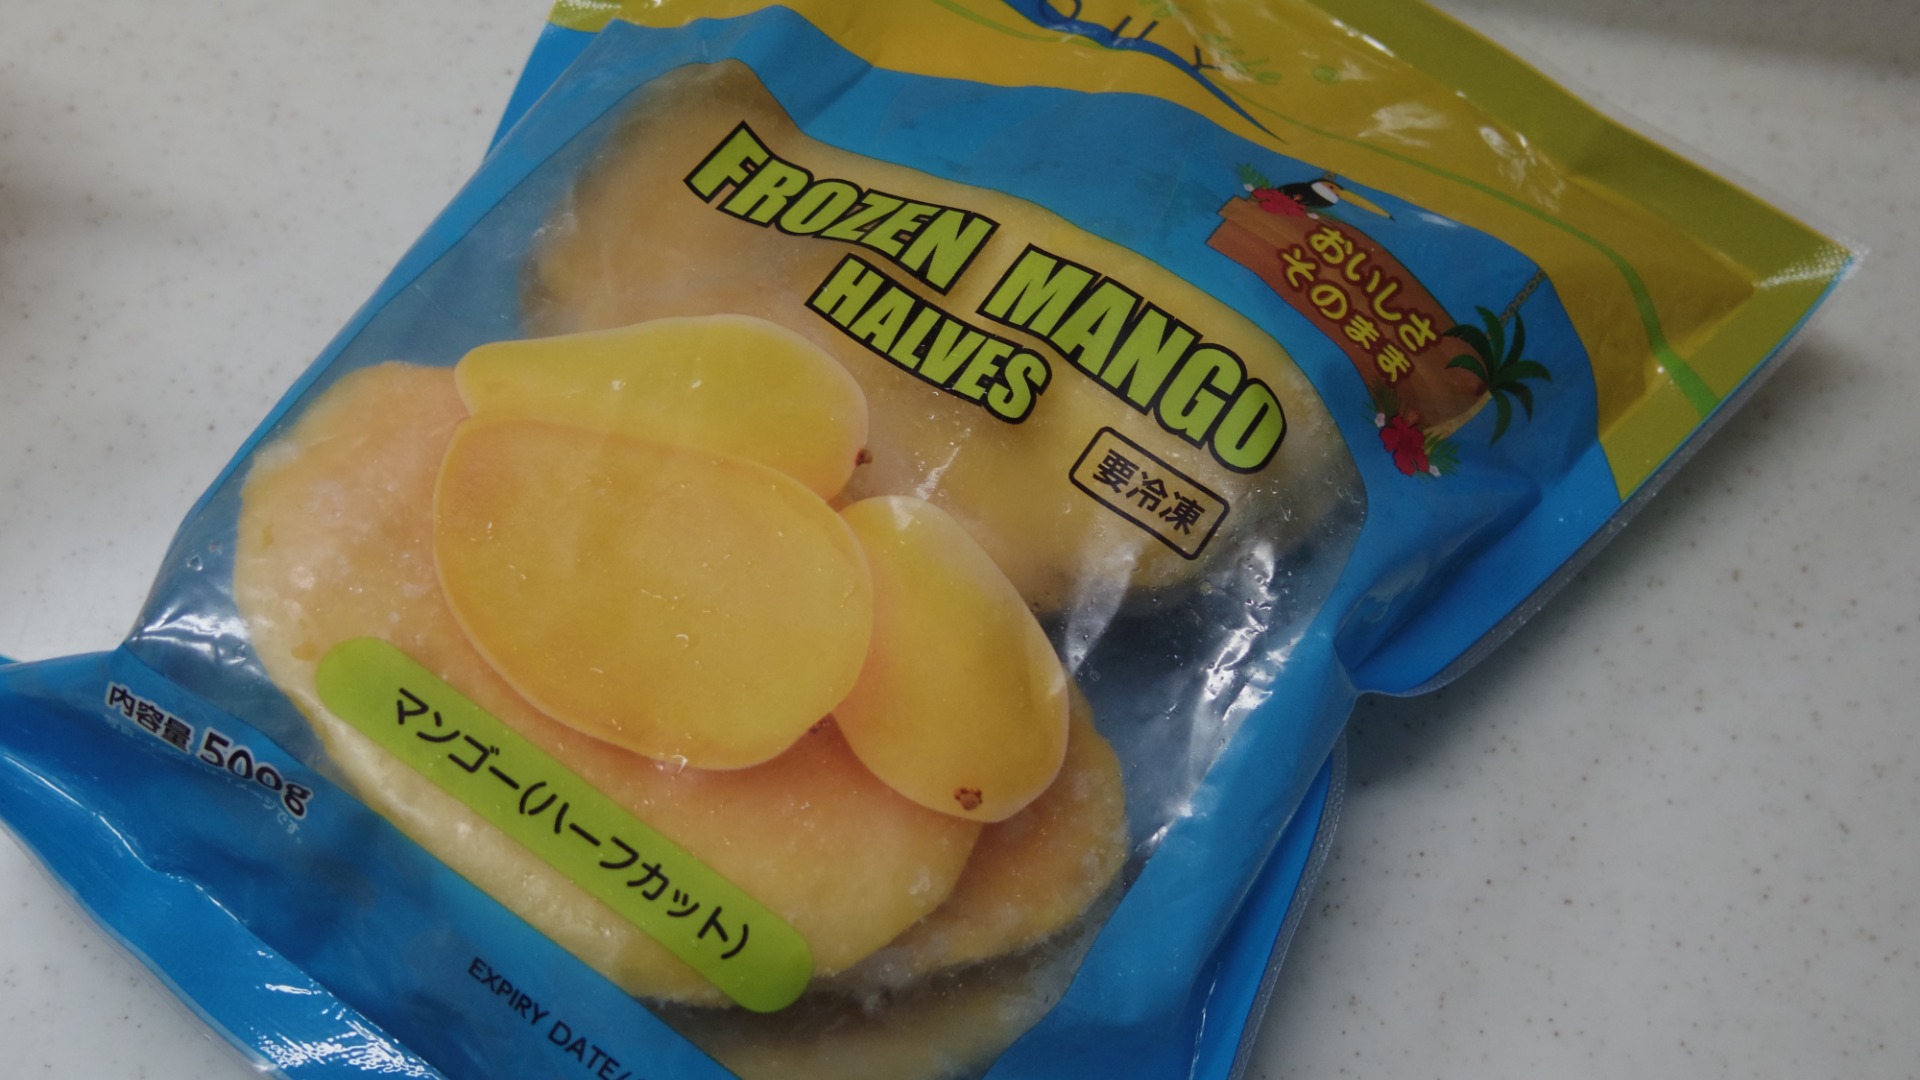 FROZEN MANGO
HALVES
おいしさ
そのまま
要冷凍
マンゴー(ハーフカット)
内容量 500g
EXPIRY DATE/